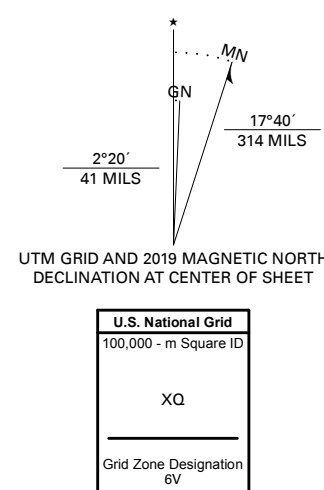 ★
MN
GN
17°40´
314 MILS
2°20´
41 MILS
UTM GRID AND 2019 MAGNETIC NORTH
DECLINATION AT CENTER OF SHEET
U.S. National Grid
100,000 - m Square ID
XQ
Grid Zone Designation
6V